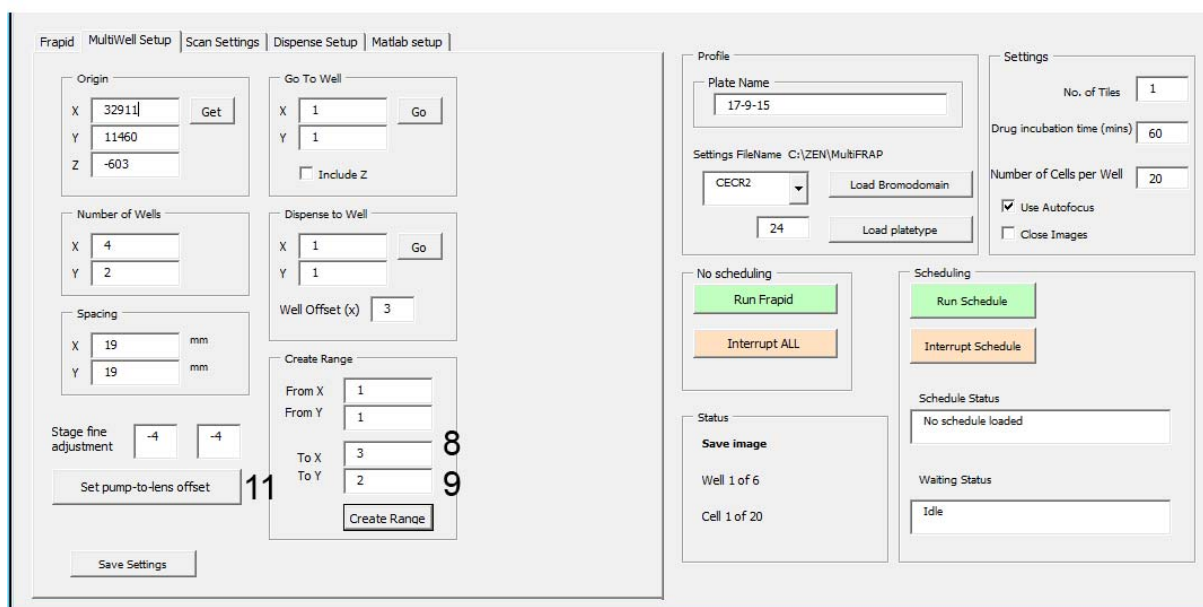 Frapid MultiWell Setup Scan Settings Dispense Setup Matlab setup
Origin
X 32911 Get
Y 11460
Z -603
Go To Well
X 1 Go
Y 1
Include Z
Number of Wells
X 4
Y 2
Dispense to Well
X 1 Go
Y 1
Well Offset (x) 3
Spacing
X 19 mm
Y 19 mm
Create Range
From X 1
From Y 1
To X 3 8
To Y 2 9
Create Range
Stage fine
adjustment -4 -4
Set pump-to-lens offset 11
Save Settings
Profile
Plate Name
17-9-15
Settings FileName C:\ZEN\MultiFRAP
CECR2 Load Bromodomain
24 Load platetype
Settings
No. of Tiles 1
Drug incubation time (mins) 60
Number of Cells per Well 20
Use Autofocus
Close Images
No scheduling
Run Frapid
Interrupt ALL
Scheduling
Run Schedule
Interrupt Schedule
Schedule Status
No schedule loaded
Waiting Status
Idle
Status
Save image
Well 1 of 6
Cell 1 of 20